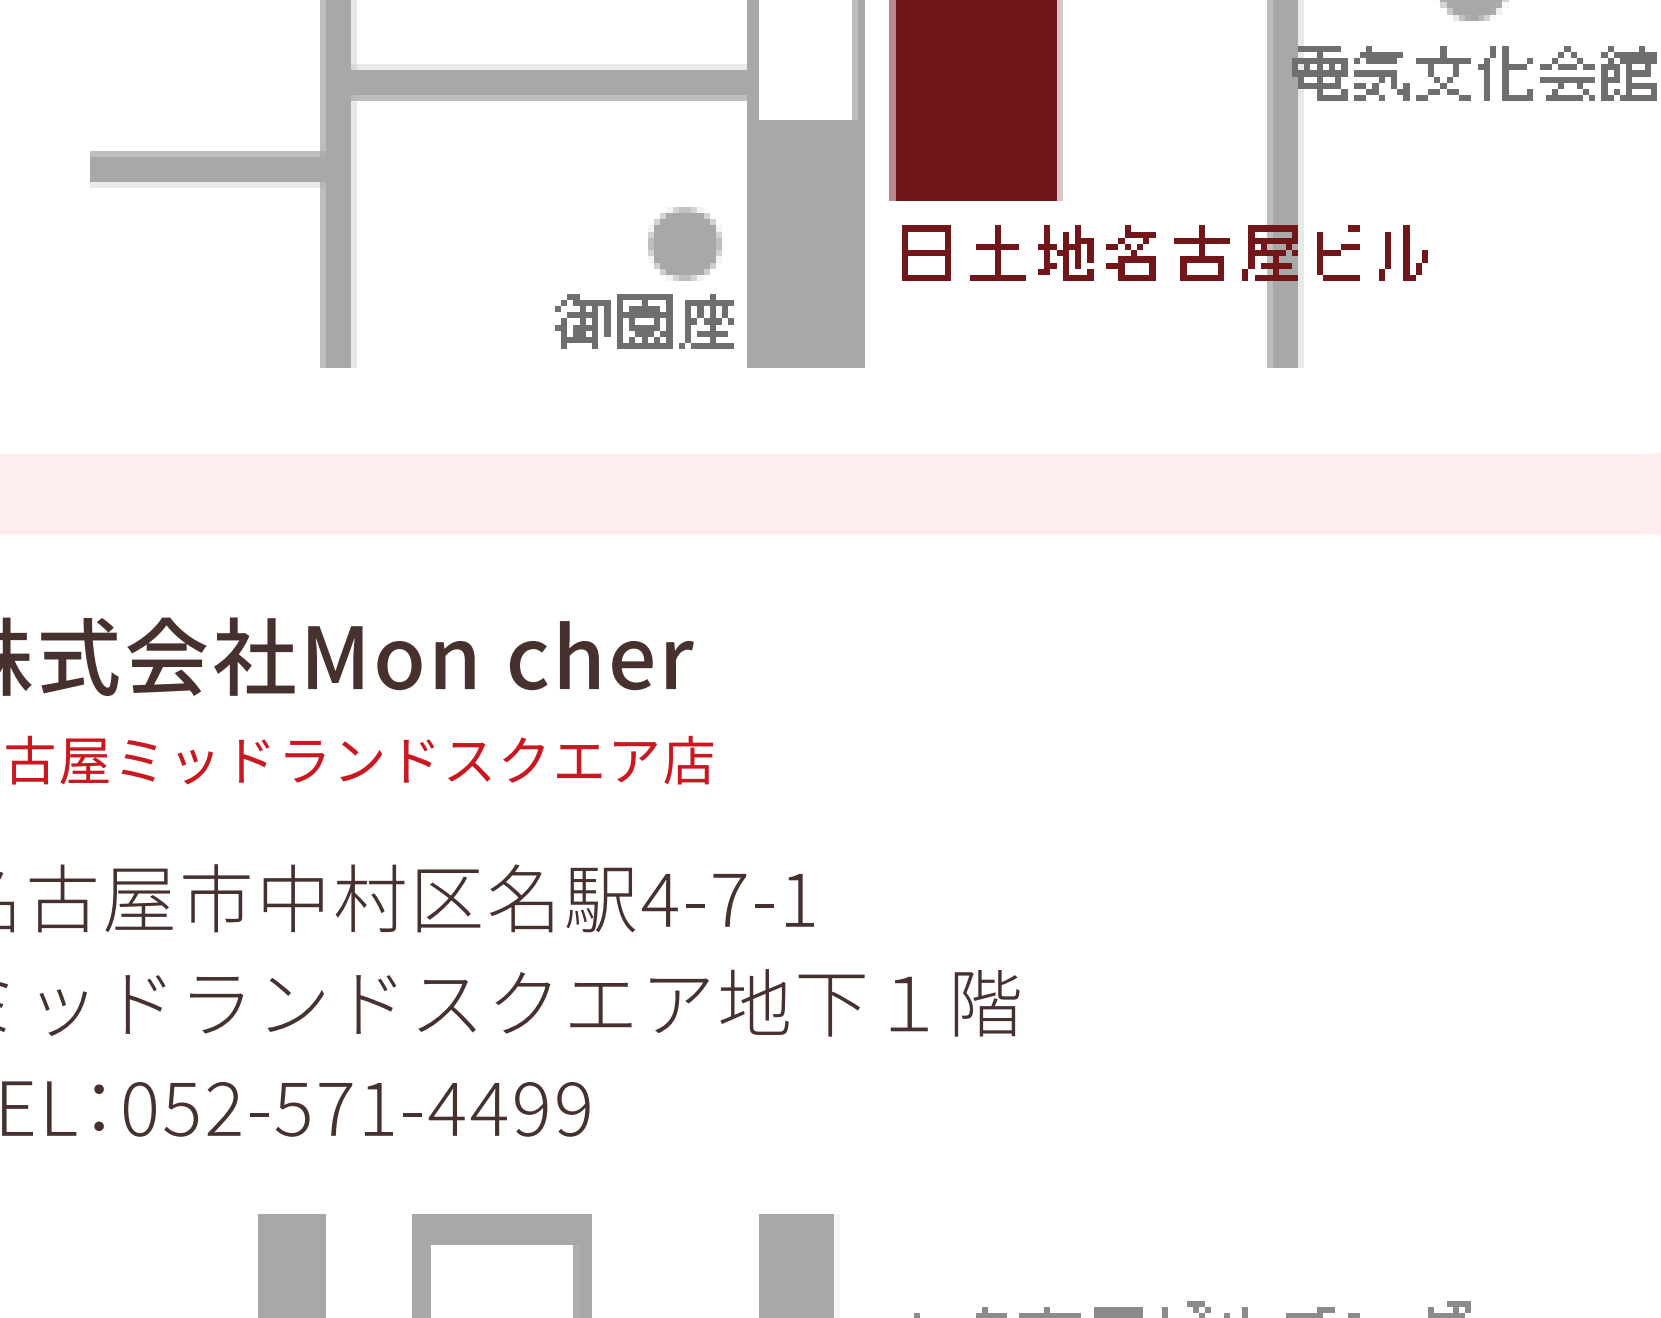 電気文化会館
日土地名古屋ビル
御園座
株式会社Mon cher
古屋ミッドランドスクエア店
名古屋市中村区名駅4-7-1
ミッドランドスクエア地下１階
EL：052-571-4499